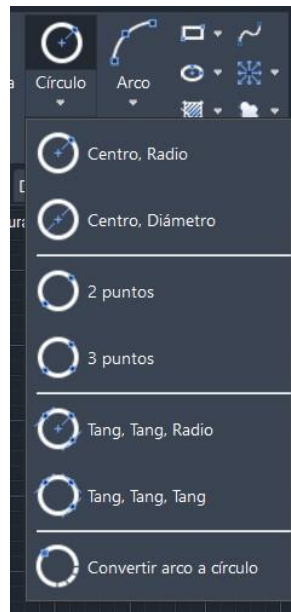 Círculo
Arco
Centro, Radio
Centro, Diámetro
2 puntos
3 puntos
Tang, Tang, Radio
Tang, Tang, Tang
Convertir arco a círculo